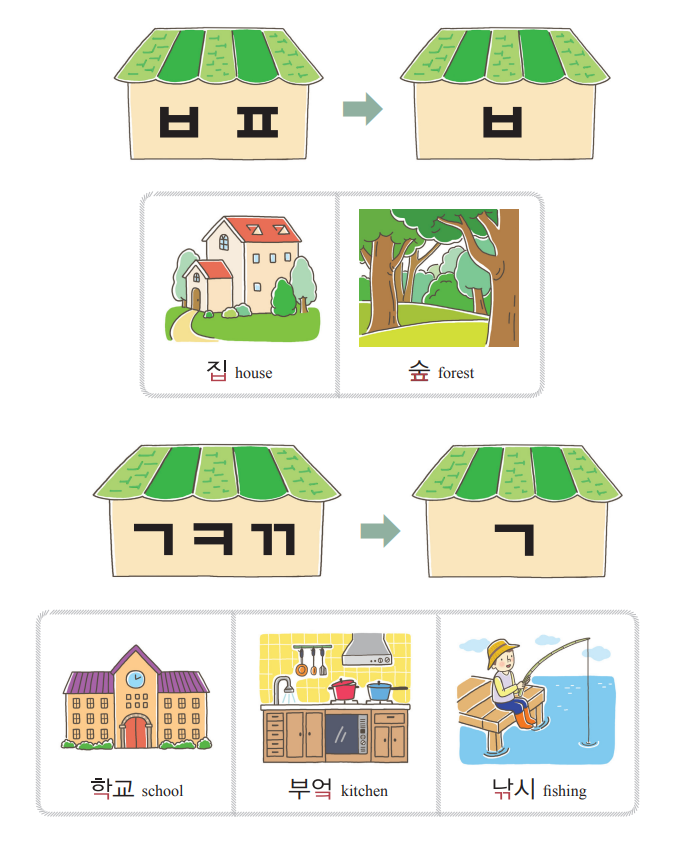 ㅂ ㅍ ㅂ
집 house 숲 forest
ㄱ ㅋ ㄲ ㄱ
학교 school 부엌 kitchen 낚시 fishing